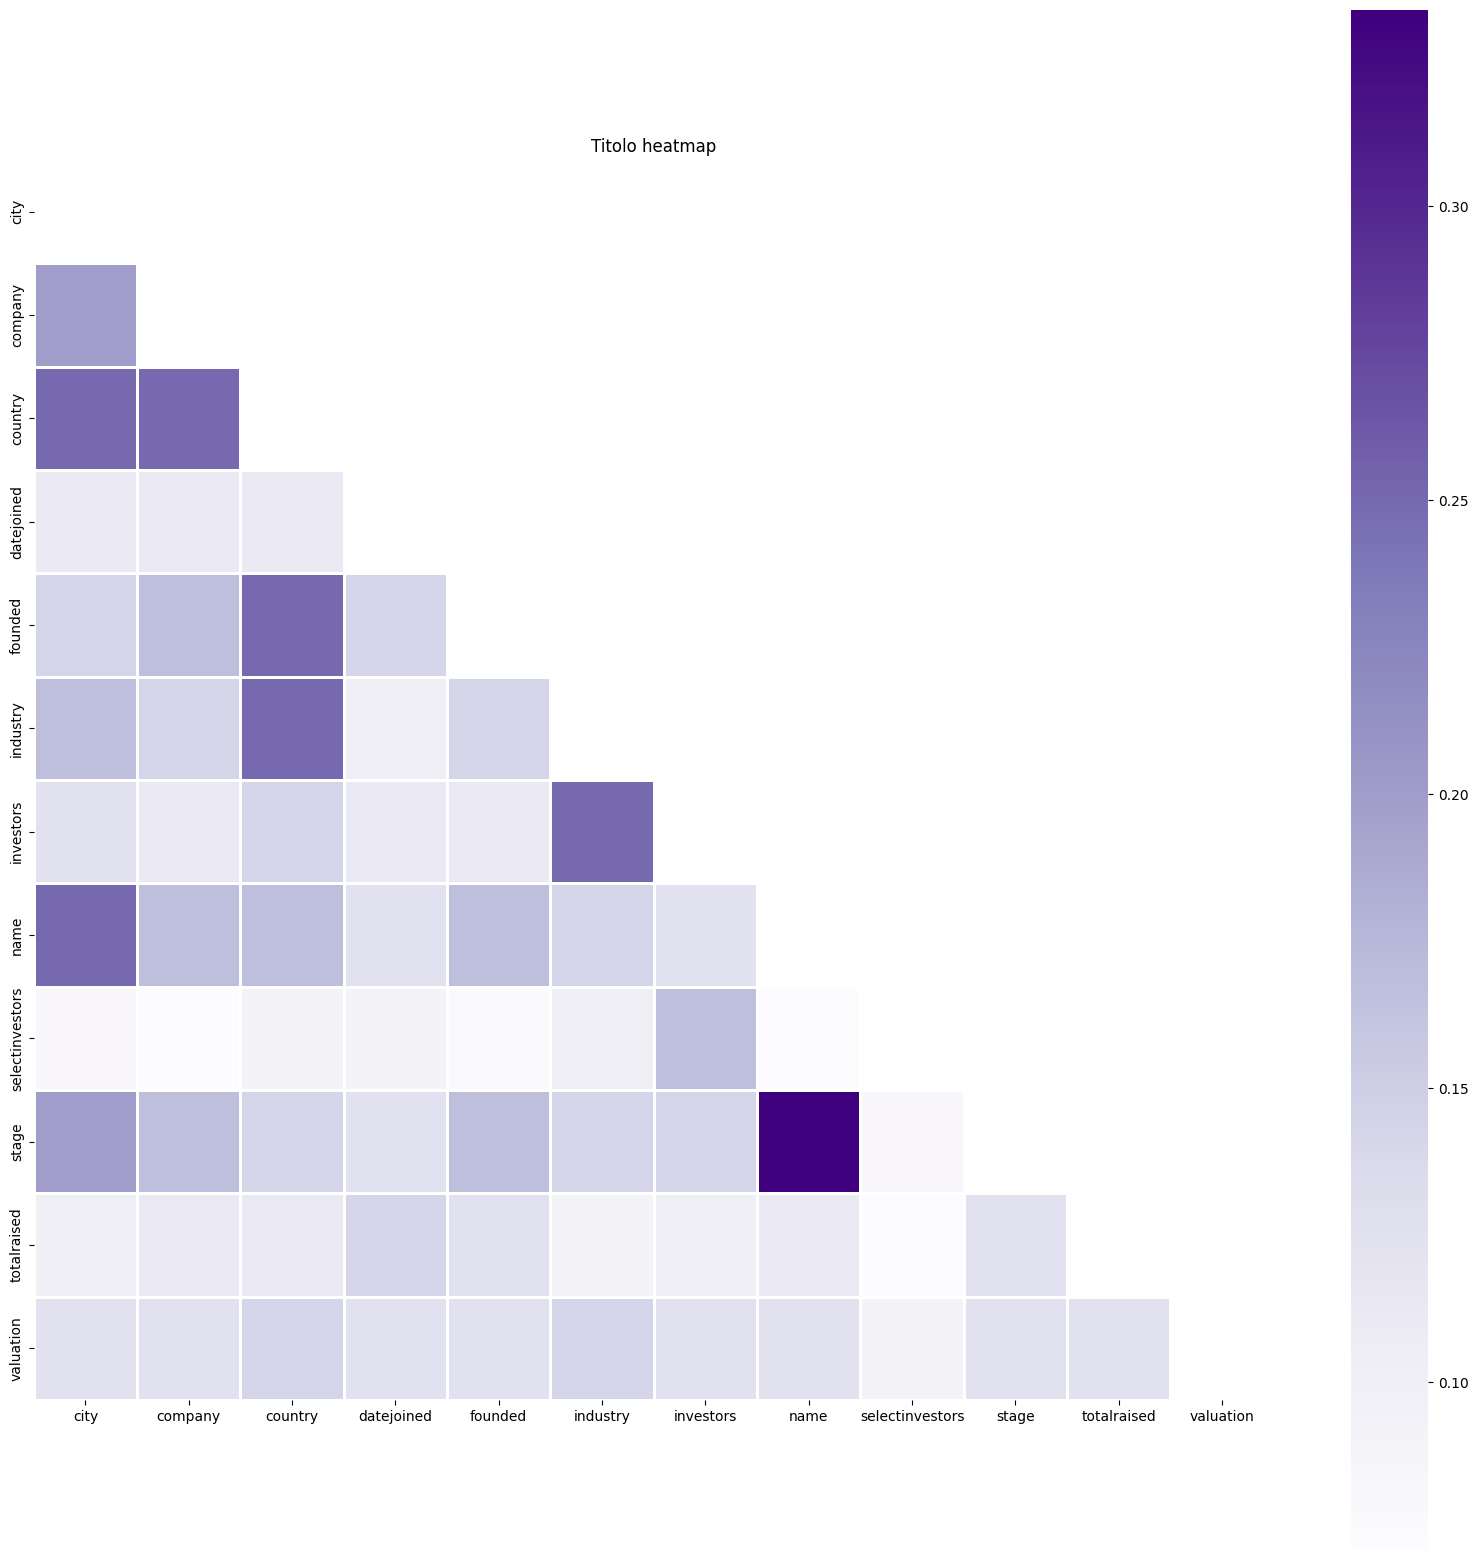 Titolo heatmap
city
company
country
datejoined
founded
industry
investors
name
selectinvestors
stage
totalraised
valuation
city company country datejoined founded industry investors name selectinvestors stage totalraised valuation
0.30
0.25
0.20
0.15
0.10